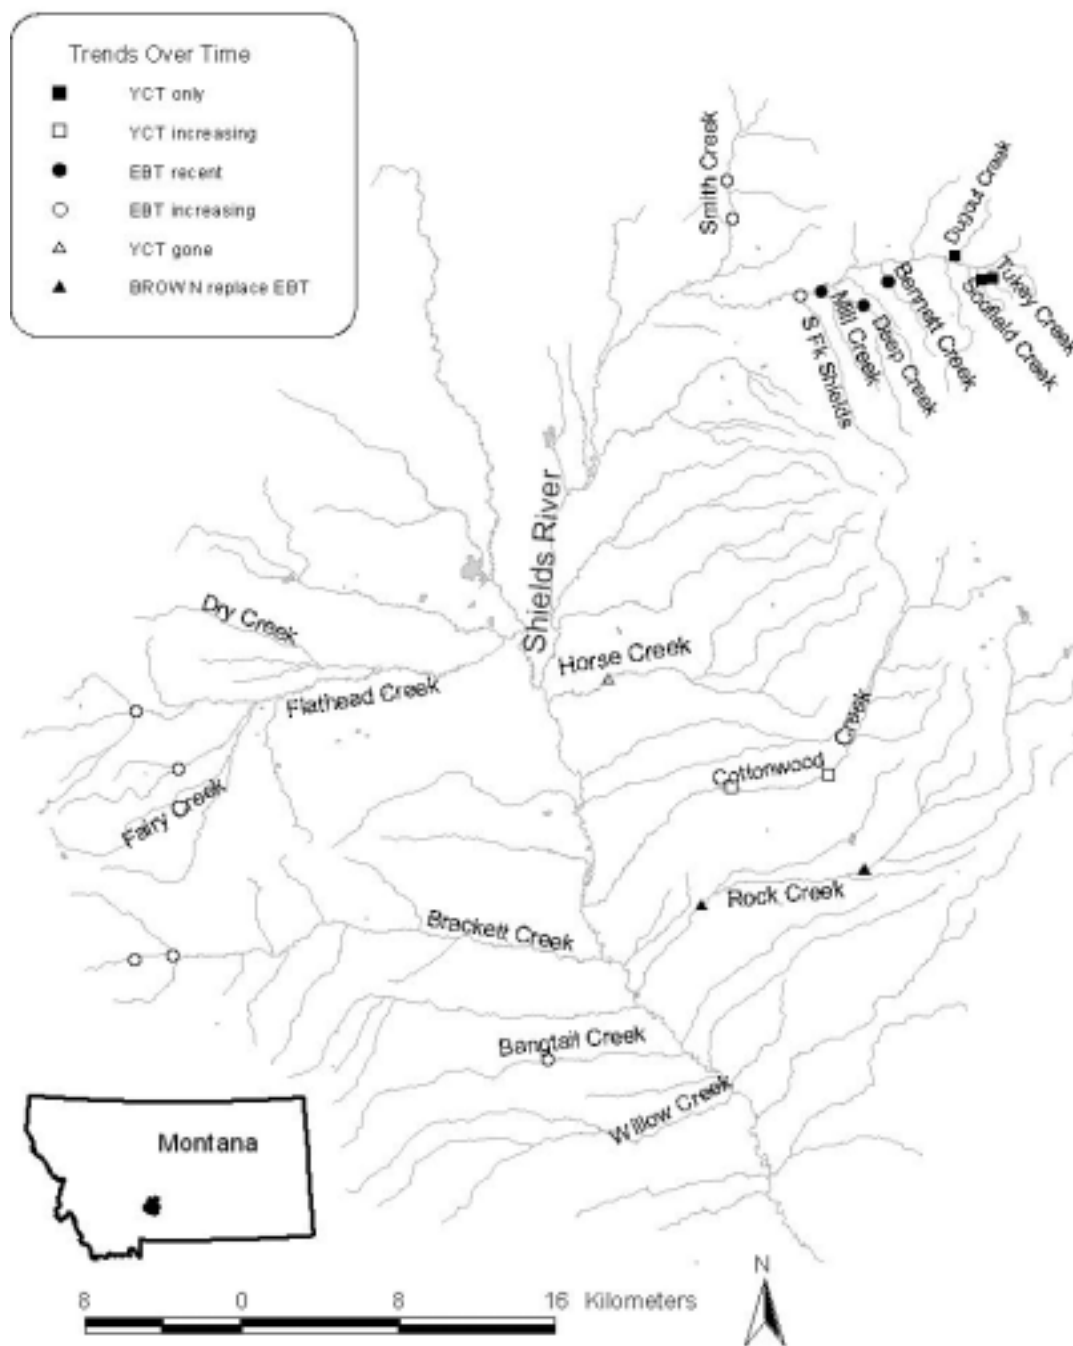 Trends Over Time
YCT only
YCT increasing
EBT recent
EBT increasing
YCT gone
BROWN replace EBT
Smith Creek
Dugout Creek
Tukey Creek
Scofield Creek
Bennett Creek
Deep Creek
Mill Creek
S Fk Shields
Shields River
Dry Creek
Horse Creek
Flathead Creek
Cottonwood Creek
Fairy Creek
Rock Creek
Brackett Creek
Bangtail Creek
Willow Creek
Montana
N
8 0 8 16 Kilometers